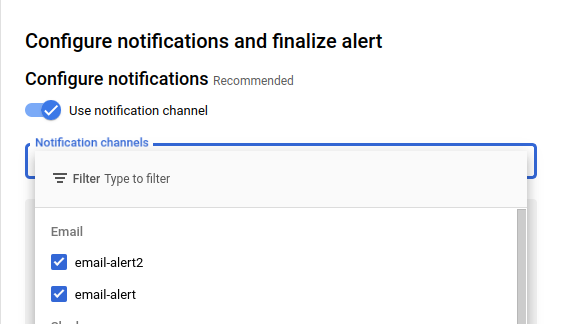 Configure notifications and finalize alert
Configure notifications Recommended
Use notification channel
Notification channels
Filter Type to filter
Email
email-alert2
email-alert